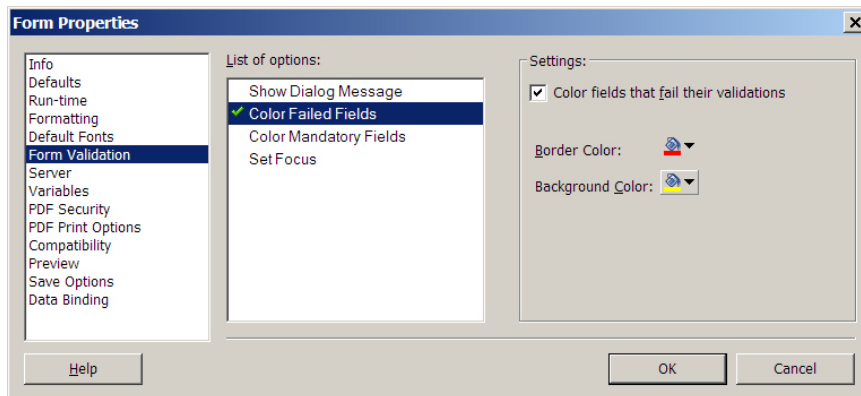 Form Properties
Info
Defaults
Run-time
Formatting
Default Fonts
Form Validation
Server
Variables
PDF Security
PDF Print Options
Compatibility
Preview
Save Options
Data Binding
List of options:
Show Dialog Message
Color Failed Fields
Color Mandatory Fields
Set Focus
Settings:
Color fields that fail their validations
Border Color:
Background Color:
Help
OK
Cancel